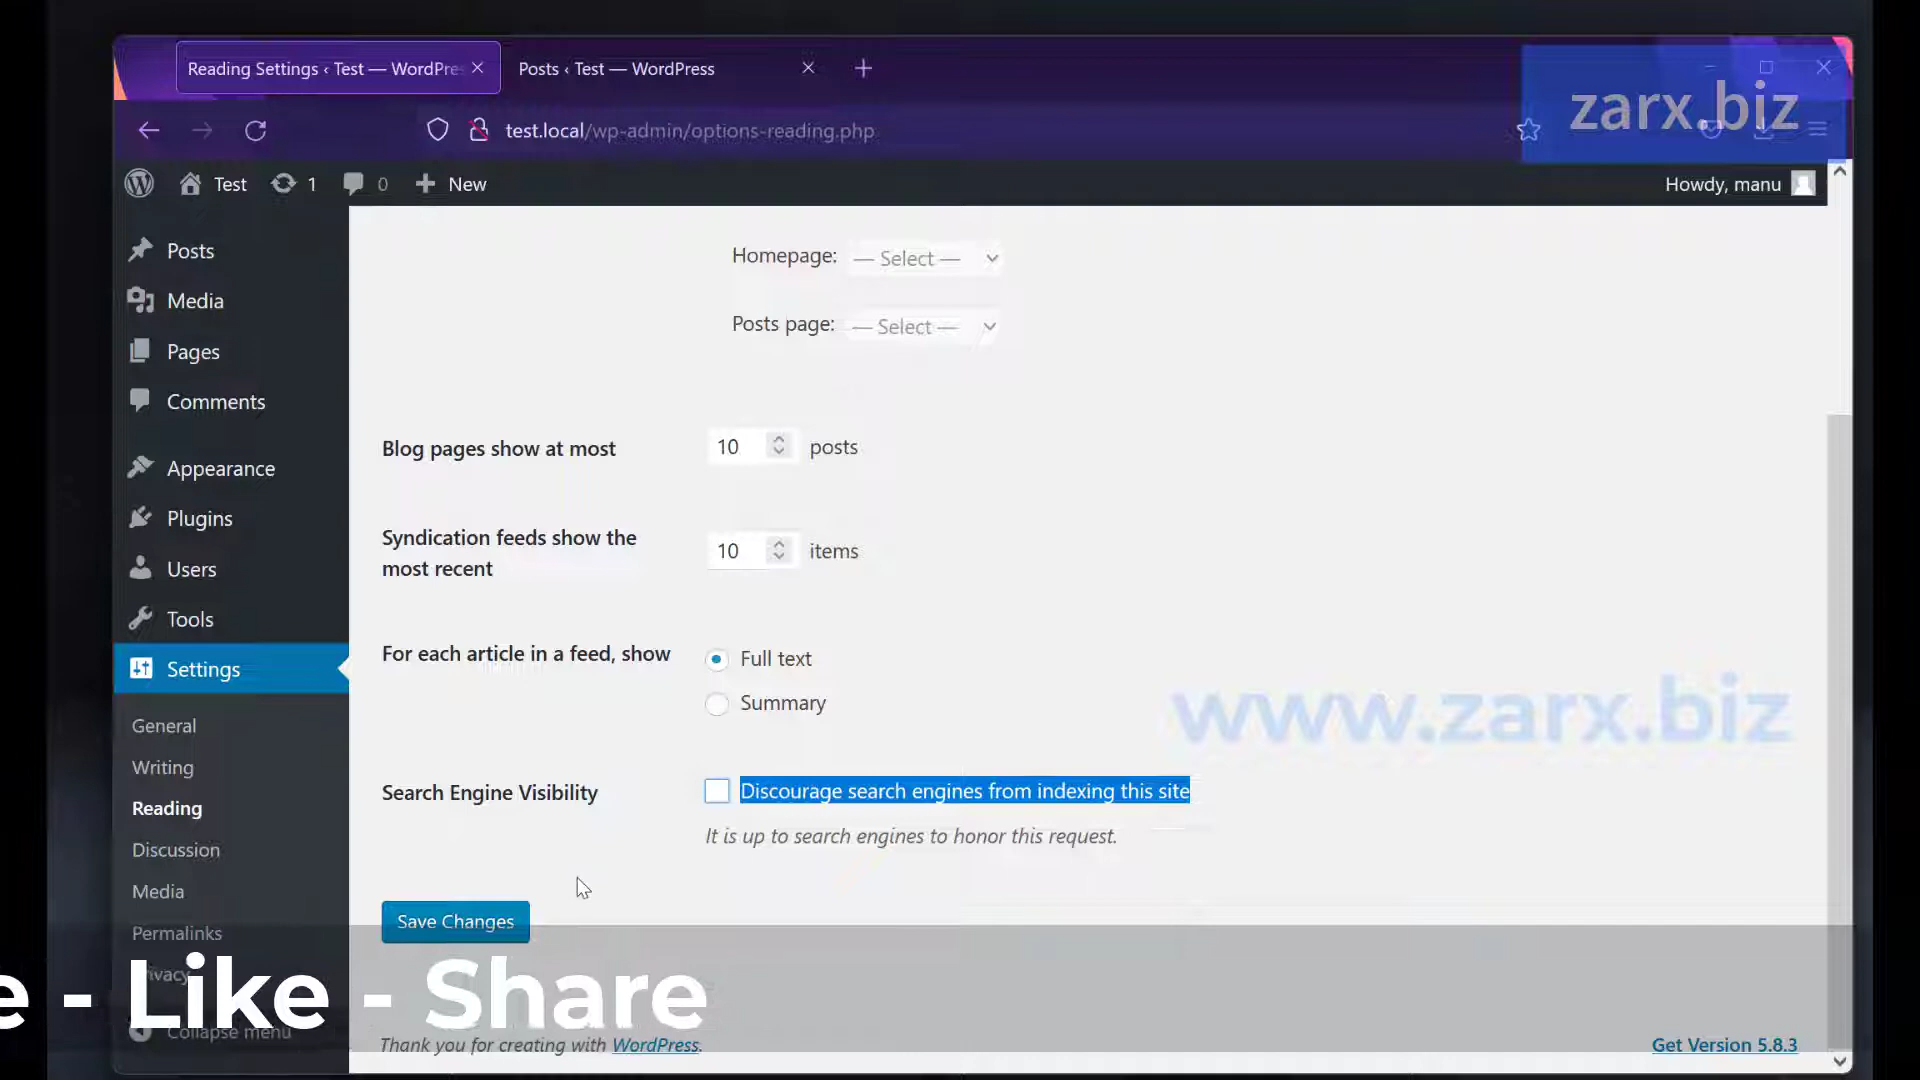 Reading Settings ‹ Test — WordPre
Posts ‹ Test — WordPress
zarx.biz
test.local/wp-admin/options-reading.php
Test
1
0
New
Howdy, manu
Posts
Media
Pages
Comments
Appearance
Plugins
Users
Tools
Settings
General
Writing
Reading
Discussion
Media
Permalinks
Collapse menu
Homepage: — Select —
Posts page: — Select —
Blog pages show at most 10 posts
Syndication feeds show the
most recent
10 items
For each article in a feed, show
Full text
Summary
www.zarx.biz
Search Engine Visibility
Discourage search engines from indexing this site
It is up to search engines to honor this request.
Save Changes
e - Like - Share
Thank you for creating with WordPress.
Get Version 5.8.3